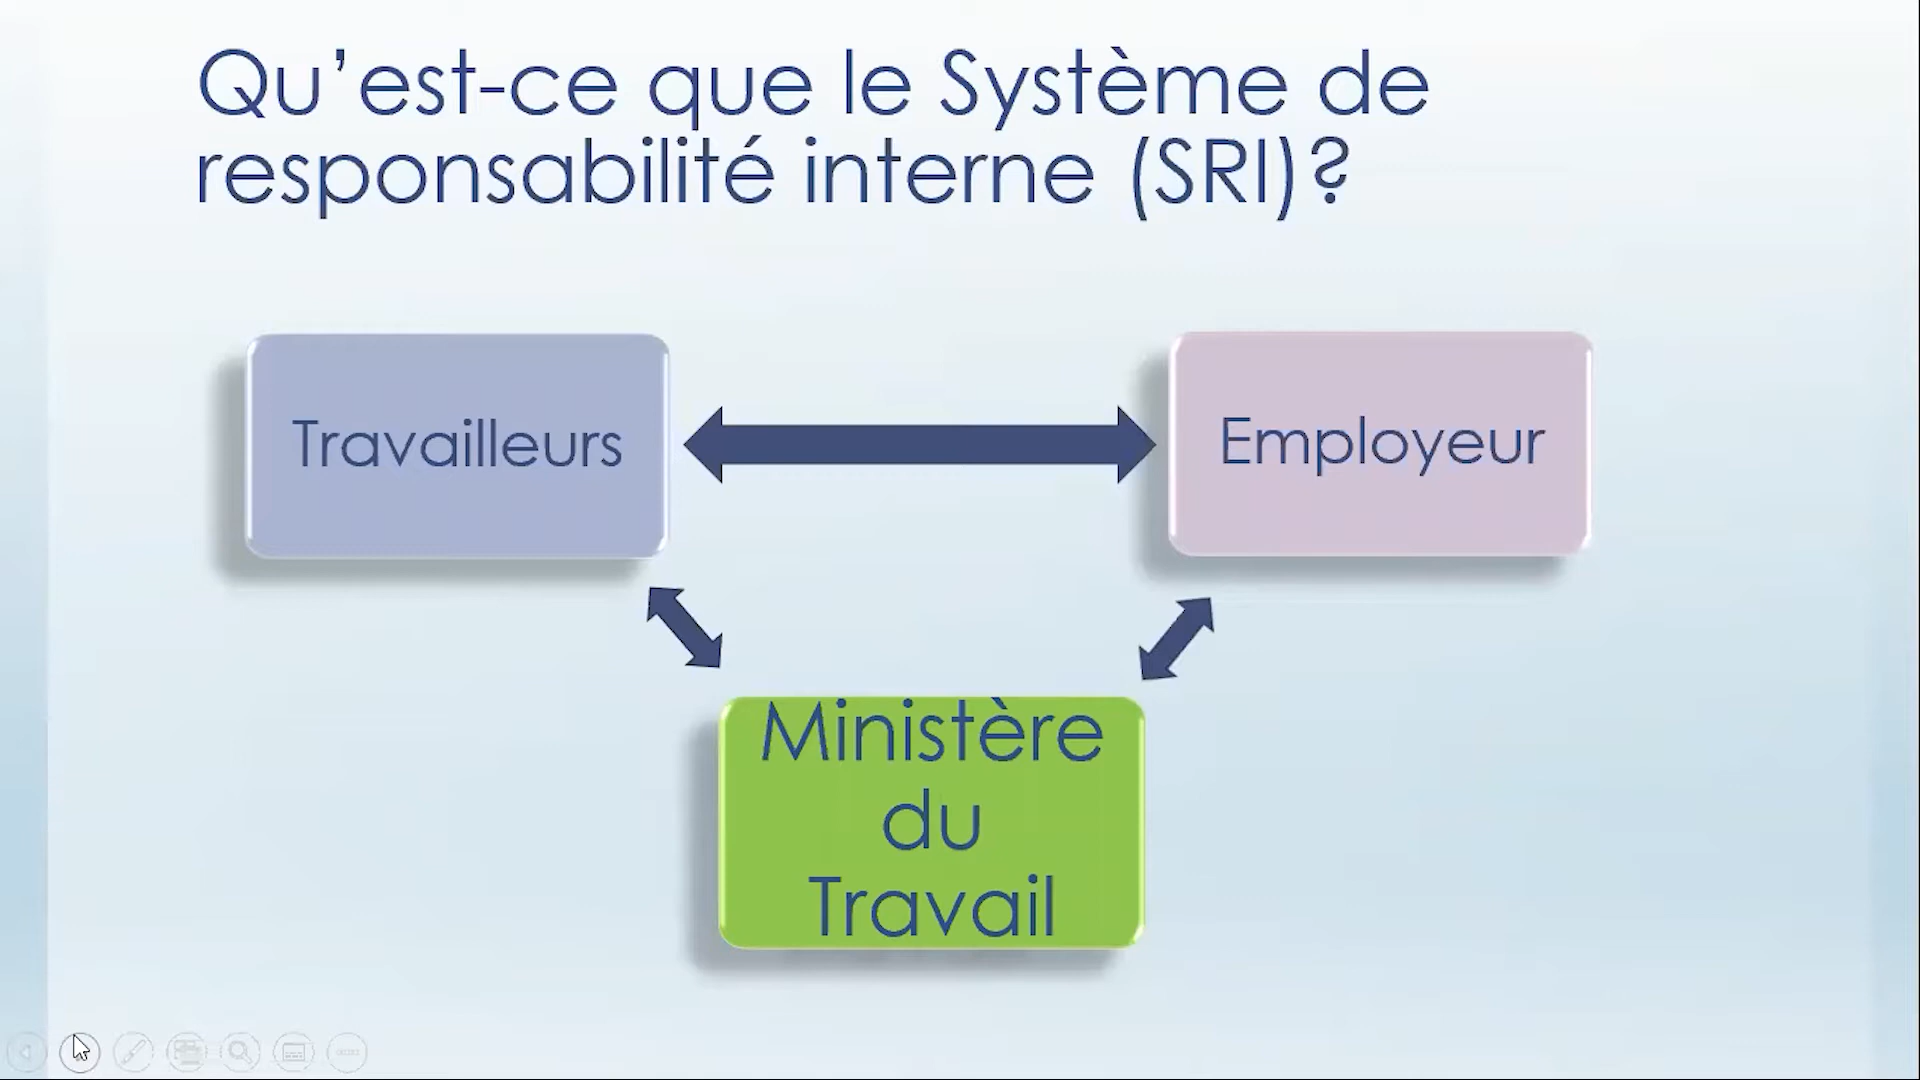 Qu’est-ce que le Système de
responsabilité interne (SRI)?
Travailleurs
Employeur
Ministère
du
Travail